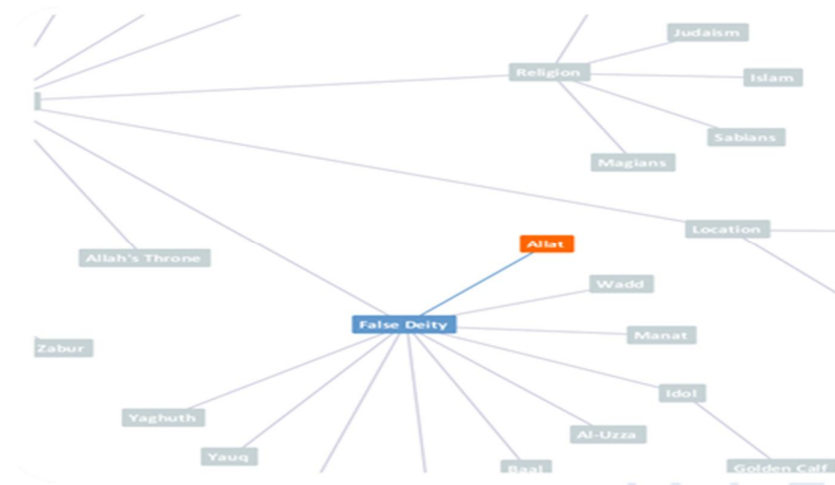 Judaism
Religion
Islam
Sabians
Magians
Location
Allat
Allah's Throne
Wadd
False Deity
Manat
Zabur
Idol
Yaghuth
Al-Uzza
Yauq
Baal
Golden Calf